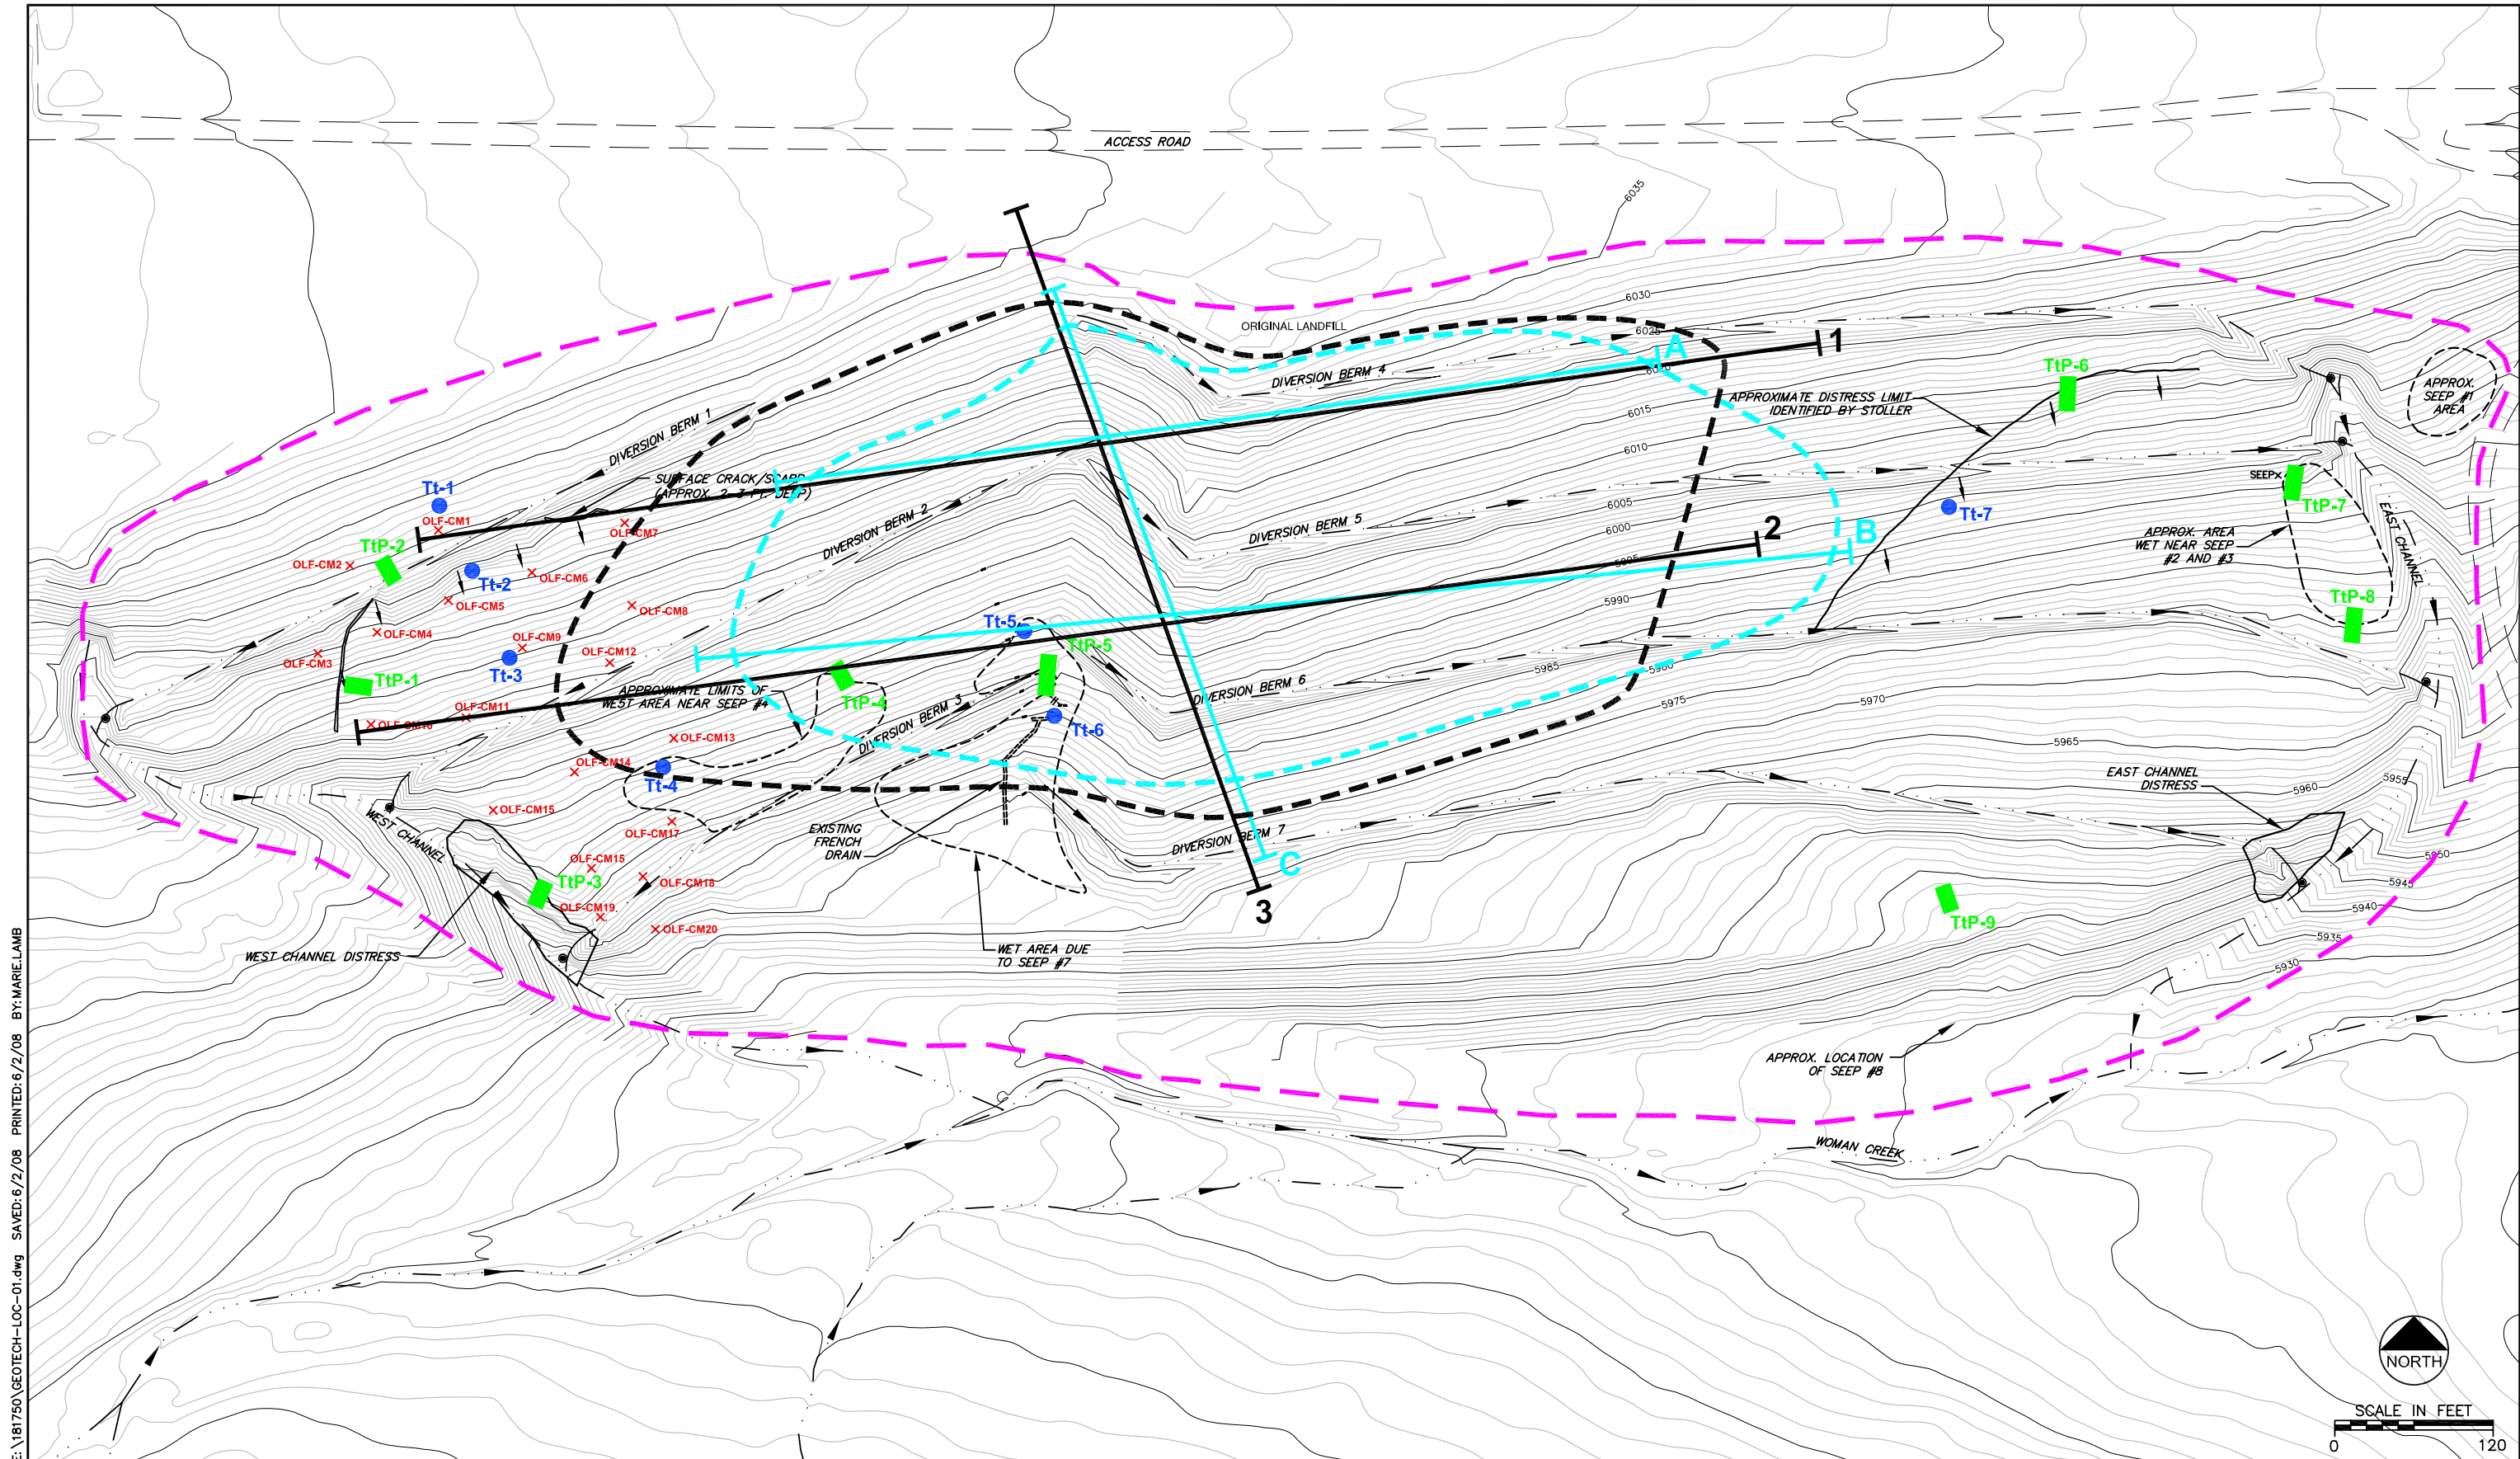 ACCESS ROAD
6035
6030
ORIGINAL LANDFILL
6025
1
A
6020
DIVERSION BERM 4
TtP-6
APPROX.
SEEP #1
AREA
APPROXIMATE DISTRESS LIMIT
IDENTIFIED BY STOLLER
6015
DIVERSION BERM 1
6010
SURFACE CRACK/SCARP
(APPROX. 2-3 FT. DEEP)
SEEP
TtP-7
Tt-1
6005
Tt-7
OLF-CM1
OLF-CM7
DIVERSION BERM 2
DIVERSION BERM 5
6000
2
B
EAST CHANNEL
TtP-2
APPROX. AREA
WET NEAR SEEP
#2 AND #3
OLF-CM2
Tt-2
OLF-CM6
5995
OLF-CM5
OLF-CM8
5990
TtP-8
Tt-5
OLF-CM4
OLF-CM9
TtP-5
OLF-CM3
Tt-3
OLF-CM12
5985
5980
TtP-1
APPROXIMATE LIMITS OF
WEST AREA NEAR SEEP #4
TtP-4
DIVERSION BERM 6
5975
5970
OLF-CM11
OLF-CM10
DIVERSION BERM 3
Tt-6
OLF-CM13
5965
OLF-CM14
Tt-4
EAST CHANNEL
DISTRESS
5955
5960
OLF-CM15
WEST CHANNEL
OLF-CM17
EXISTING
FRENCH
DRAIN
DIVERSION BERM 7
5950
OLF-CM15
C
TtP-3
OLF-CM18
5945
OLF-CM19
3
TtP-9
5940
OLF-CM20
5935
WEST CHANNEL DISTRESS
WET AREA DUE
TO SEEP #7
5930
APPROX. LOCATION
OF SEEP #8
WOMAN CREEK
NORTH
SCALE IN FEET
0 120
E:\181750\GEOTECH-LOC-01.dwg SAVED:6/2/08 PRINTED:6/2/08 BY:MARIE.LAMB